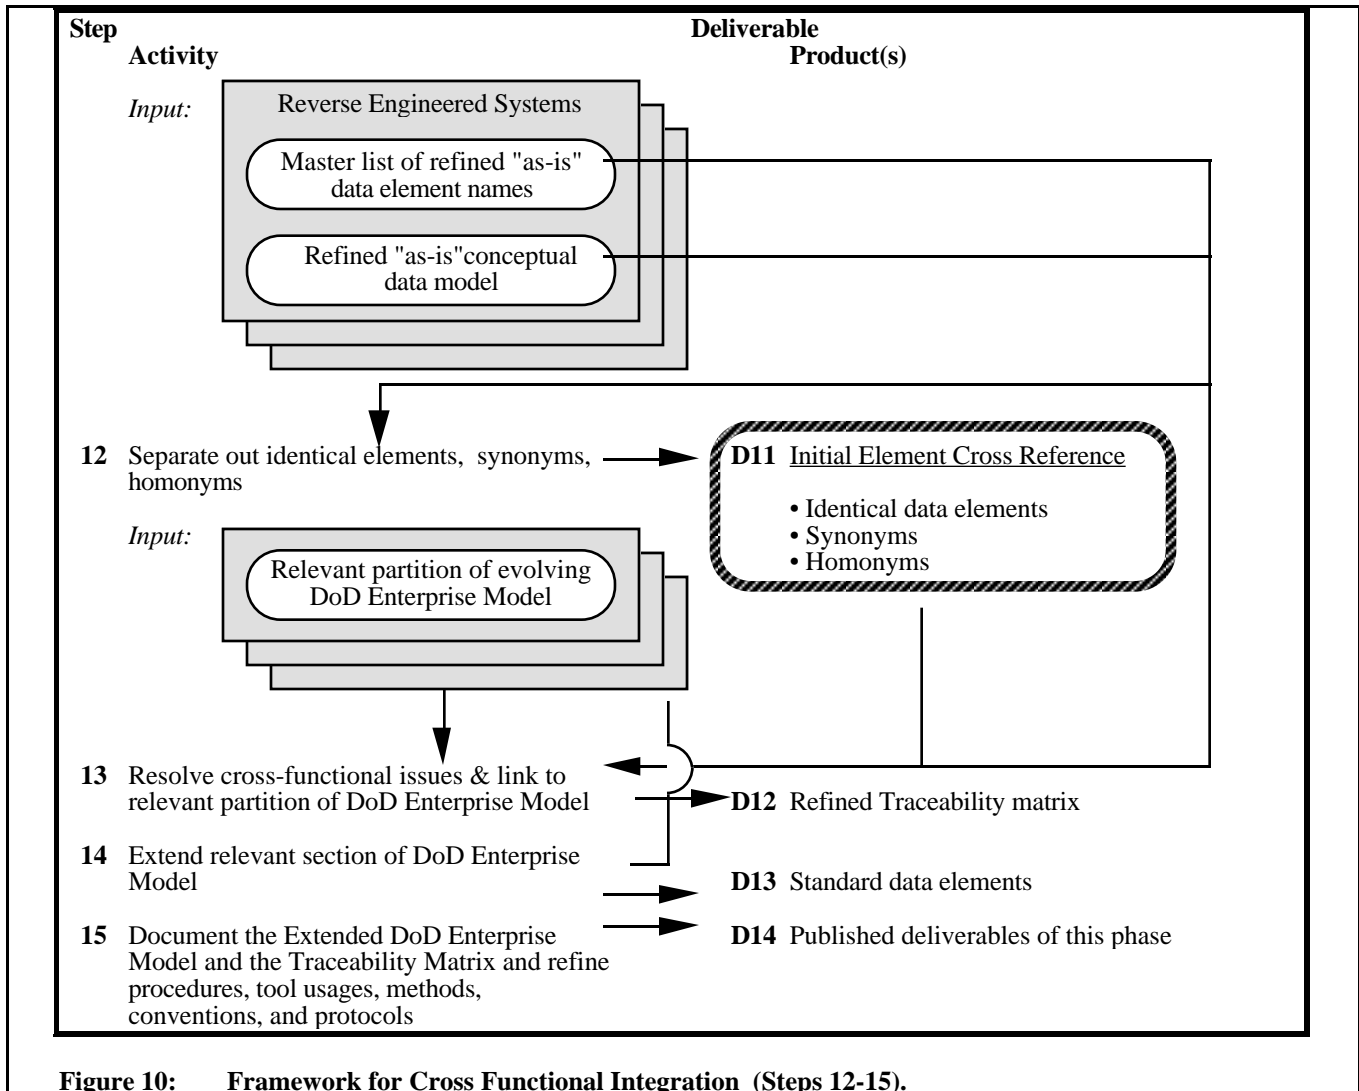 Step
Deliverable
Activity
Product(s)
Input:
Reverse Engineered Systems
Master list of refined "as-is"
data element names
Refined "as-is"conceptual
data model
12 Separate out identical elements, synonyms,
homonyms
D11 Initial Element Cross Reference
• Identical data elements
• Synonyms
• Homonyms
Input:
Relevant partition of evolving
DoD Enterprise Model
13 Resolve cross-functional issues & link to
relevant partition of DoD Enterprise Model
D12 Refined Traceability matrix
14 Extend relevant section of DoD Enterprise
Model
D13 Standard data elements
15 Document the Extended DoD Enterprise
Model and the Traceability Matrix and refine
procedures, tool usages, methods,
conventions, and protocols
D14 Published deliverables of this phase
Figure 10: Framework for Cross Functional Integration (Steps 12-15).